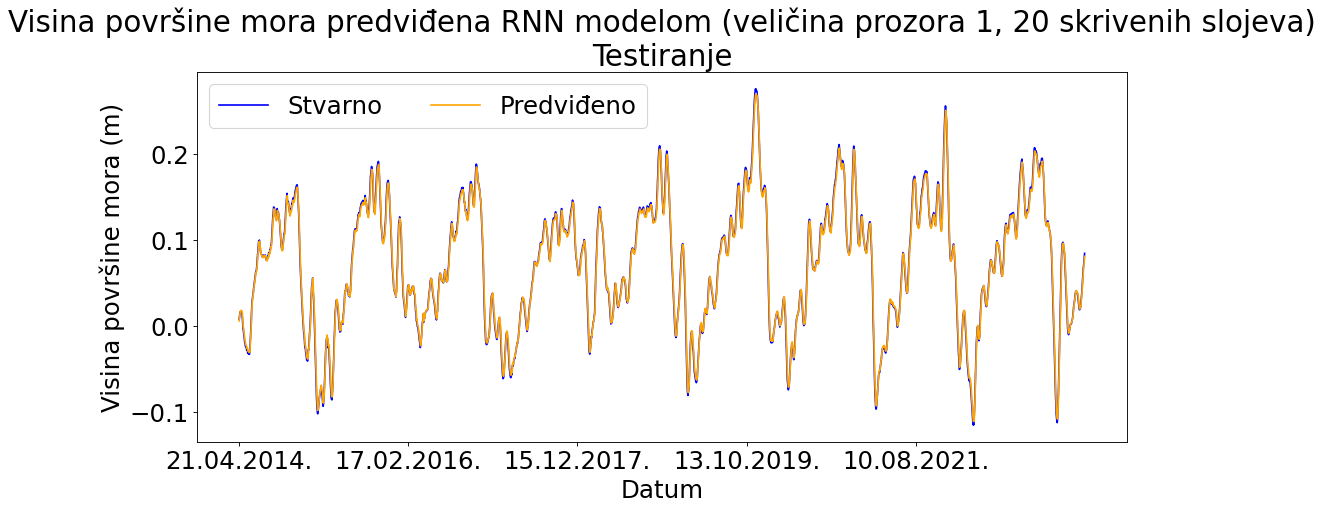 Visina površine mora predviđena RNN modelom (veličina prozora 1, 20 skrivenih slojeva)
Testiranje
Stvarno
Predviđeno
Visina površine mora (m)
0.2
0.1
0.0
−0.1
21.04.2014.
17.02.2016.
15.12.2017.
13.10.2019.
10.08.2021.
Datum